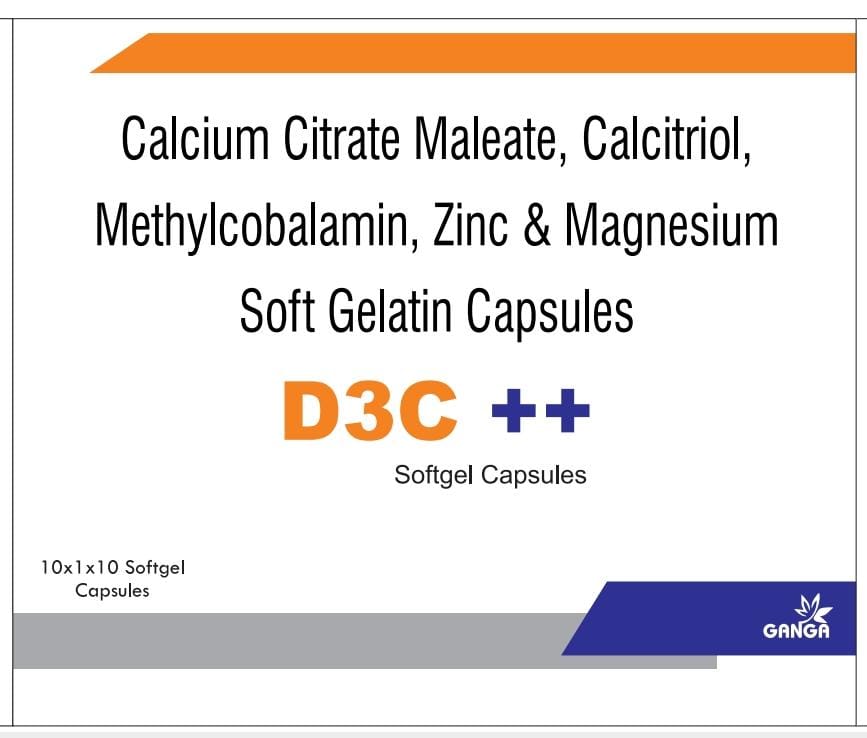 Calcium Citrate Maleate, Calcitriol,
Methylcobalamin, Zinc & Magnesium
Soft Gelatin Capsules
D3C ++
Softgel Capsules
10x1x10 Softgel
Capsules
GANGA